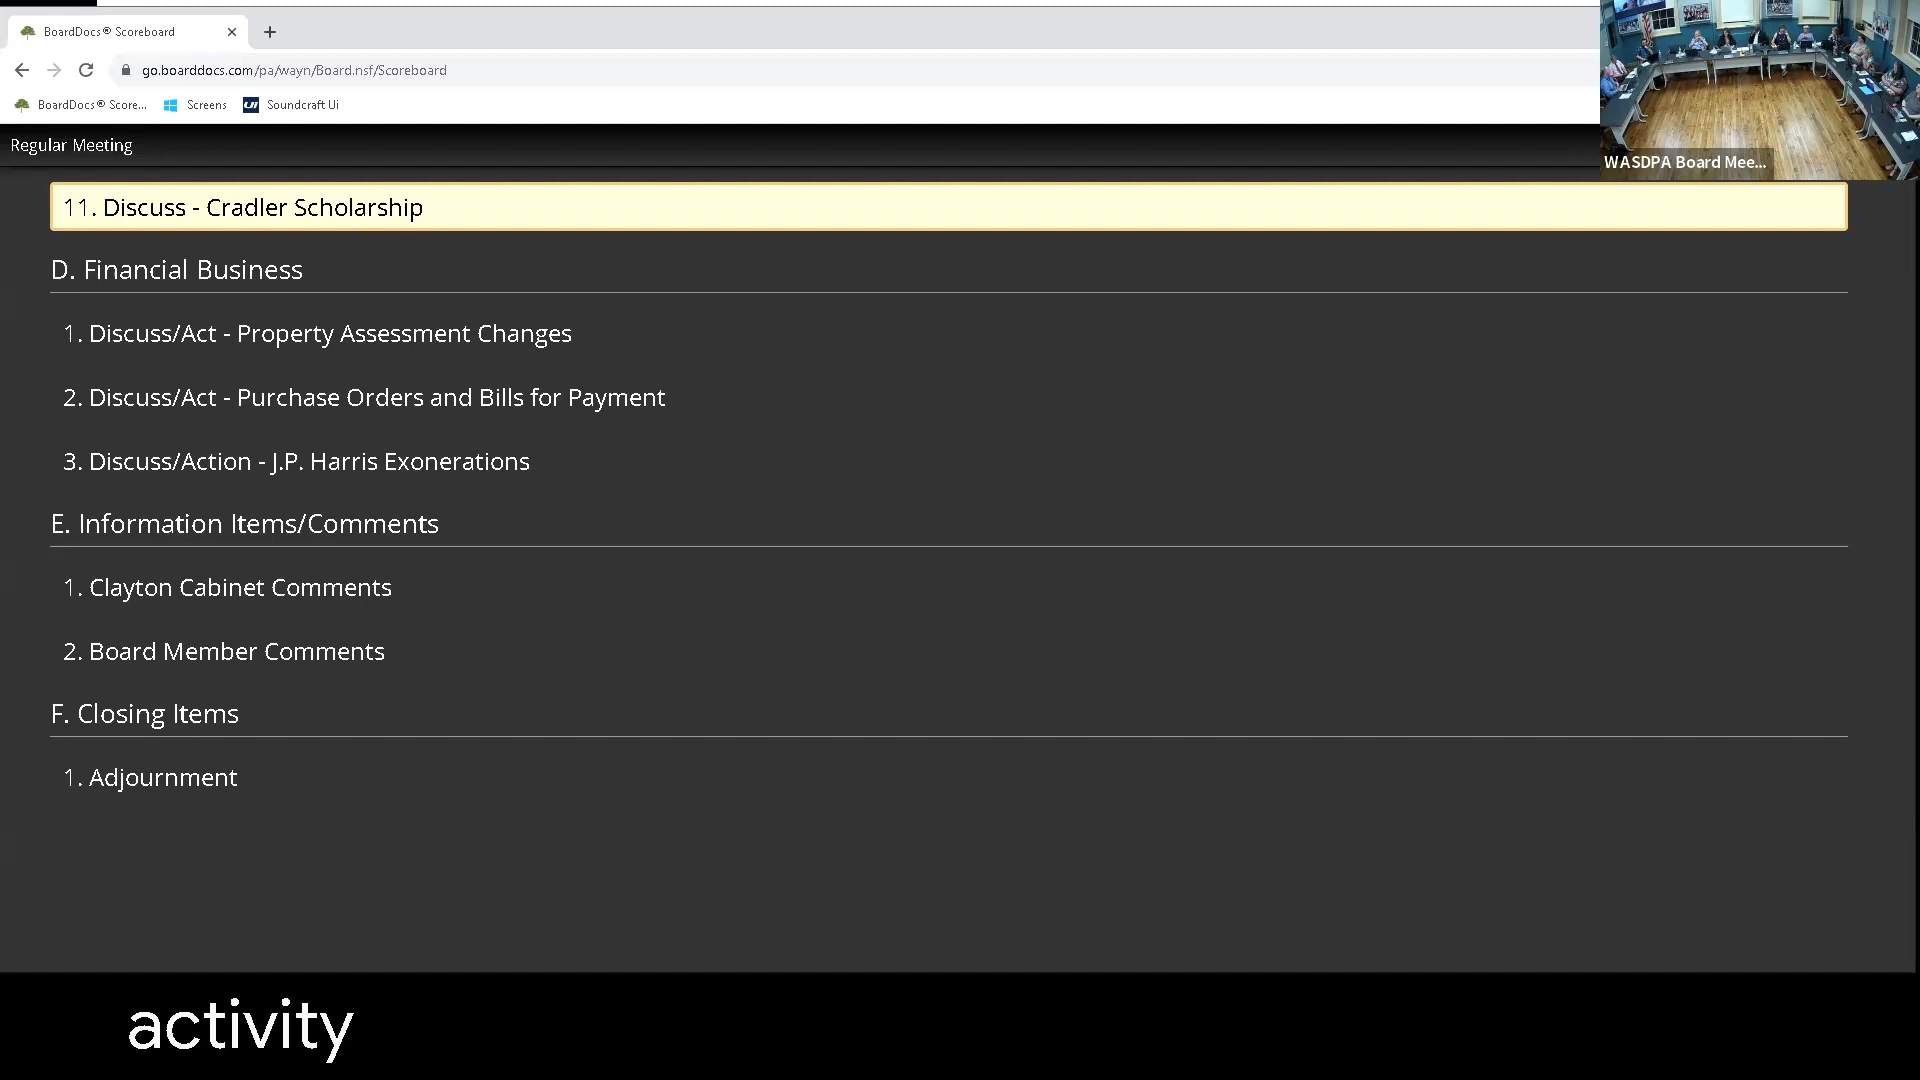 BoardDocs® Scoreboard
go.boarddocs.com/pa/wayn/Board.nsf/Scoreboard
BoardDocs® Score... Screens Soundcraft Ui
Regular Meeting
WASDPA Board Mee...
11. Discuss - Cradler Scholarship
D. Financial Business
1. Discuss/Act - Property Assessment Changes
2. Discuss/Act - Purchase Orders and Bills for Payment
3. Discuss/Action - J.P. Harris Exonerations
E. Information Items/Comments
1. Clayton Cabinet Comments
2. Board Member Comments
F. Closing Items
1. Adjournment
activity